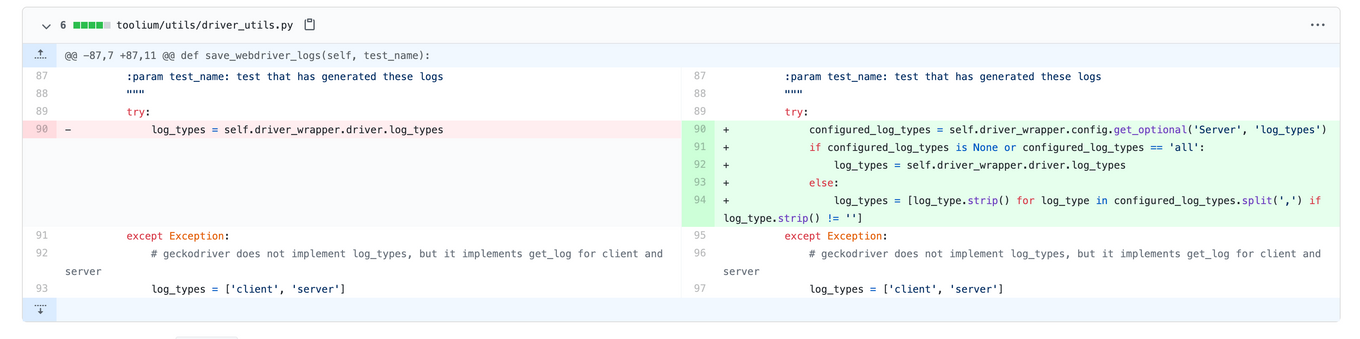 6 toolium/utils/driver_utils.py
@@ -87,7 +87,11 @@ def save_webdriver_logs(self, test_name):
87 :param test_name: test that has generated these logs
88 """
89 try:
90 - log_types = self.driver_wrapper.driver.log_types
91 except Exception:
92 # geckodriver does not implement log_types, but it implements get_log for client and
server
93 log_types = ['client', 'server']
87 :param test_name: test that has generated these logs
88 """
89 try:
90 + configured_log_types = self.driver_wrapper.config.get_optional('Server', 'log_types')
91 + if configured_log_types is None or configured_log_types == 'all':
92 + log_types = self.driver_wrapper.driver.log_types
93 + else:
94 + log_types = [log_type.strip() for log_type in configured_log_types.split(',') if
log_type.strip() != '']
95 except Exception:
96 # geckodriver does not implement log_types, but it implements get_log for client and
server
97 log_types = ['client', 'server']